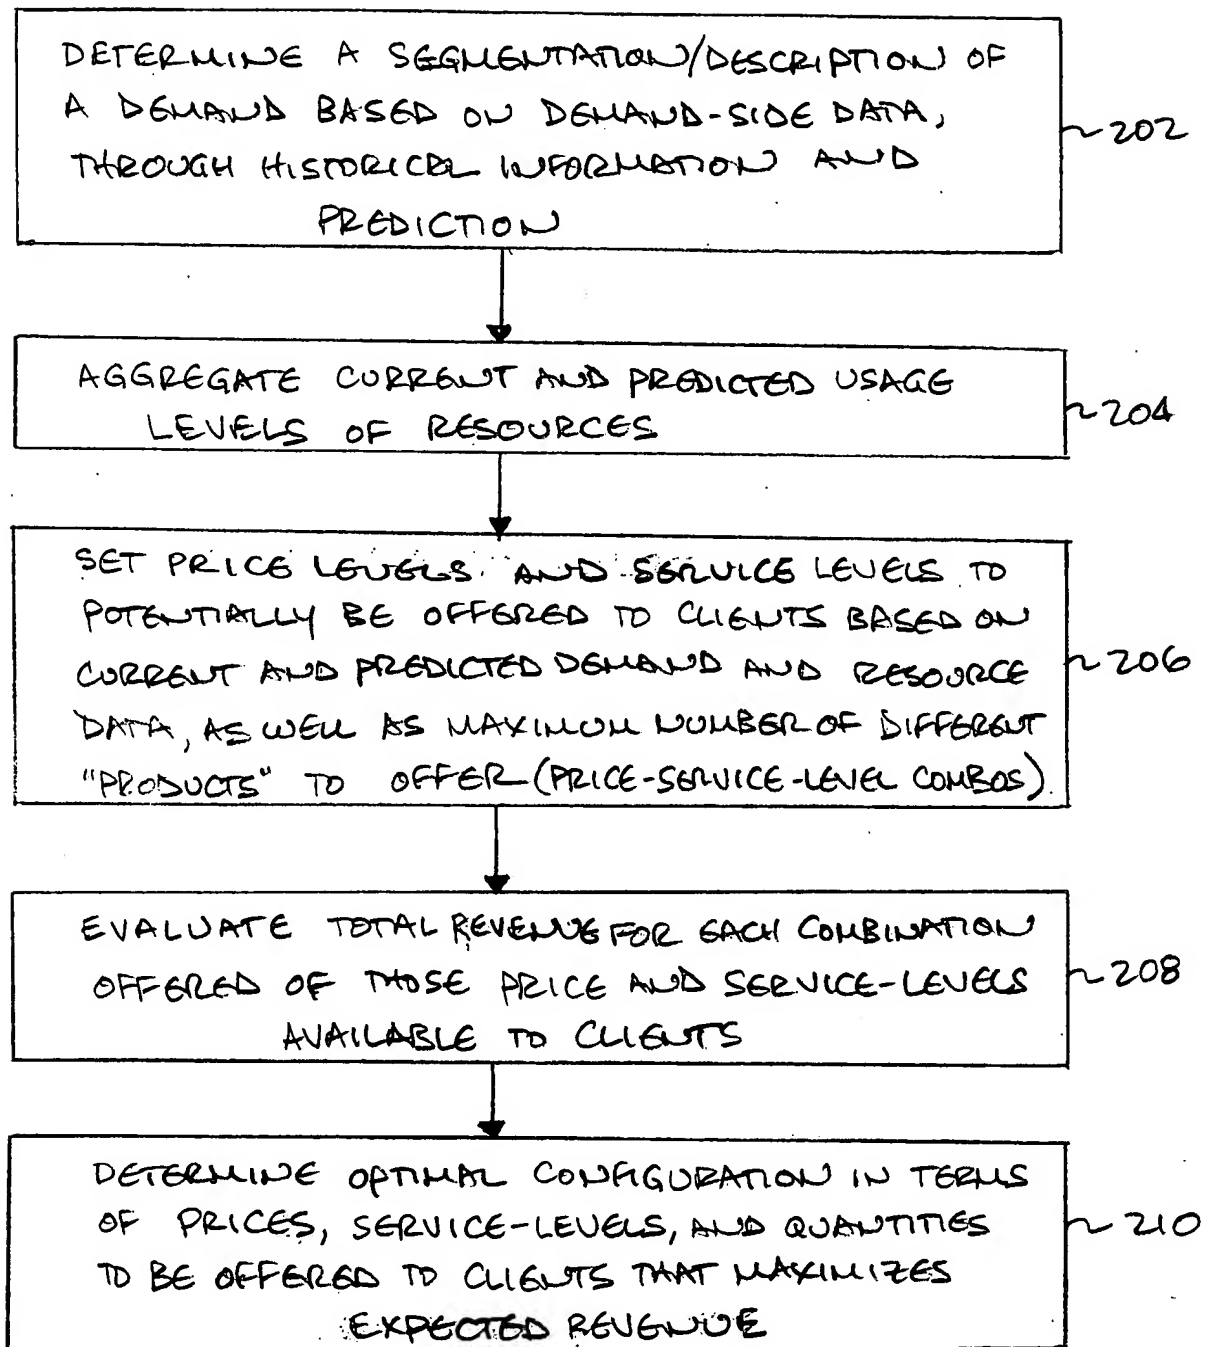 DETERMINE A SEGMENTATION/DESCRIPTION OF
A DEMAND BASED ON DEMAND-SIDE DATA,
THROUGH HISTORICAL INFORMATION AND
PREDICTION
202
AGGREGATE CURRENT AND PREDICTED USAGE
LEVELS OF RESOURCES
204
SET PRICE LEVELS AND SERVICE LEVELS TO
POTENTIALLY BE OFFERED TO CLIENTS BASED ON
CURRENT AND PREDICTED DEMAND AND RESOURCE
DATA, AS WELL AS MAXIMUM NUMBER OF DIFFERENT
"PRODUCTS" TO OFFER (PRICE-SERVICE-LEVEL COMBOS)
206
EVALUATE TOTAL REVENUE FOR EACH COMBINATION
OFFERED OF THOSE PRICE AND SERVICE-LEVELS
AVAILABLE TO CLIENTS
208
DETERMINE OPTIMAL CONFIGURATION IN TERMS
OF PRICES, SERVICE-LEVELS, AND QUANTITIES
TO BE OFFERED TO CLIENTS THAT MAXIMIZES
EXPECTED REVENUE
210